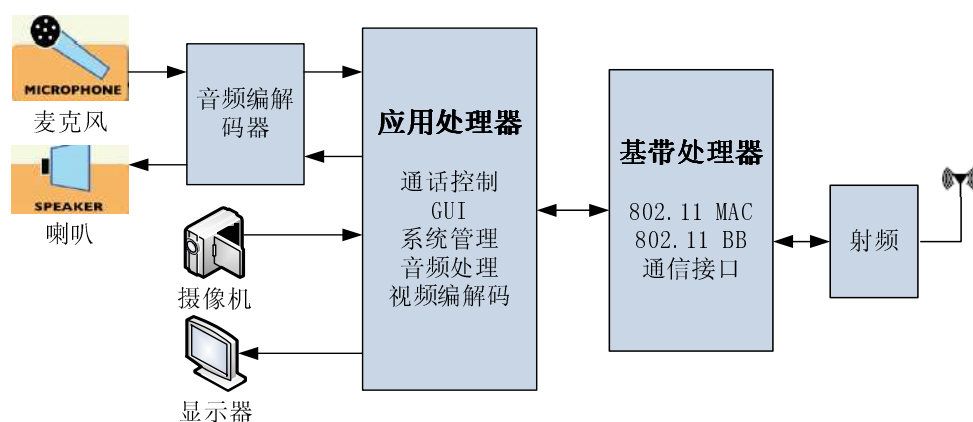 MICROPHONE
麦克风
SPEAKER
喇叭
音频编解
码器
摄像机
显示器
应用处理器
通话控制
GUI
系统管理
音频处理
视频编解码
基带处理器
802.11 MAC
802.11 BB
通信接口
射频